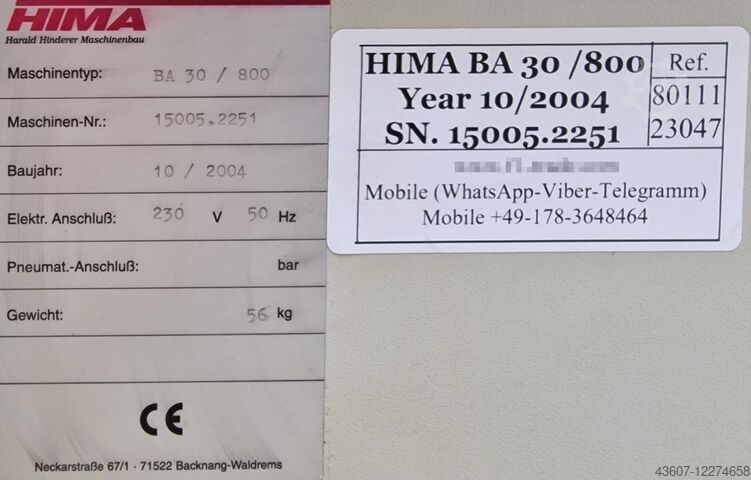 HIMA
Harald Hinderer Maschinenbau
Maschinentyp: BA 30 / 800
Maschinen-Nr.: 15005.2251
Baujahr: 10 / 2004
Elektr. Anschluß: 230 V 50 Hz
Pneumat.-Anschluß: bar
Gewicht: 56 kg
CE
Neckarstraße 67/1 · 71522 Backnang-Waldrems
HIMA BA 30 /800
Year 10/2004
SN. 15005.2251
Ref.
80111
23047
Mobile (WhatsApp-Viber-Telegramm)
Mobile +49-178-3648464
43607-12274658